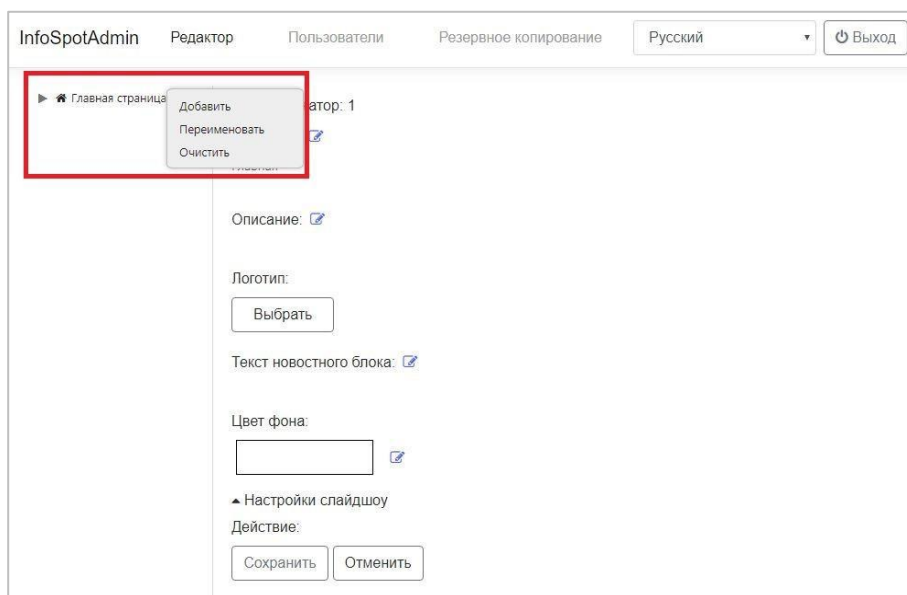 InfoSpotAdmin Редактор Пользователи Резервное копирование Русский Выход
Главная страница
Добавить
Переименовать
Очистить
атор: 1
Описание:
Логотип:
Выбрать
Текст новостного блока:
Цвет фона:
Настройки слайдшоу
Действие:
Сохранить Отменить